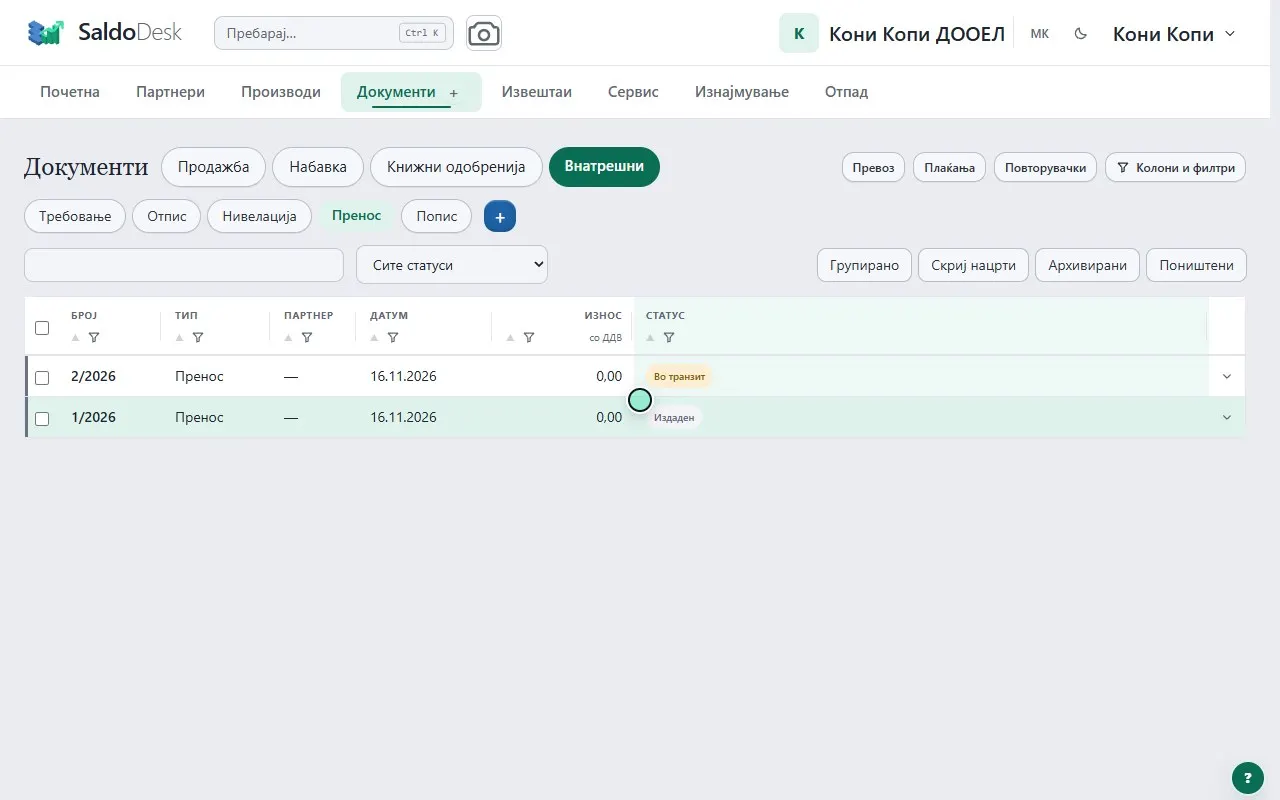 SaldoDesk
Пребарај... Ctrl K
К Кони Копи ДООЕЛ МК Кони Копи
Почетна Партнери Производи Документи + Извештаи Сервис Изнајмување Отпад
Документи Продажба Набавка Книжни одобренија Внатрешни Превоз Плаќања Повторувачки Колони и филтри
Требовање Отпис Нивелација Пренос Попис +
Сите статуси Групирано Скриј нацрти Архивирани Поништени
БРОЈ ТИП ПАРТНЕР ДАТУМ ИЗНОС СТАТУС
со ДДВ
2/2026 Пренос — 16.11.2026 0,00 Во транзит
1/2026 Пренос — 16.11.2026 0,00 Издаден
?